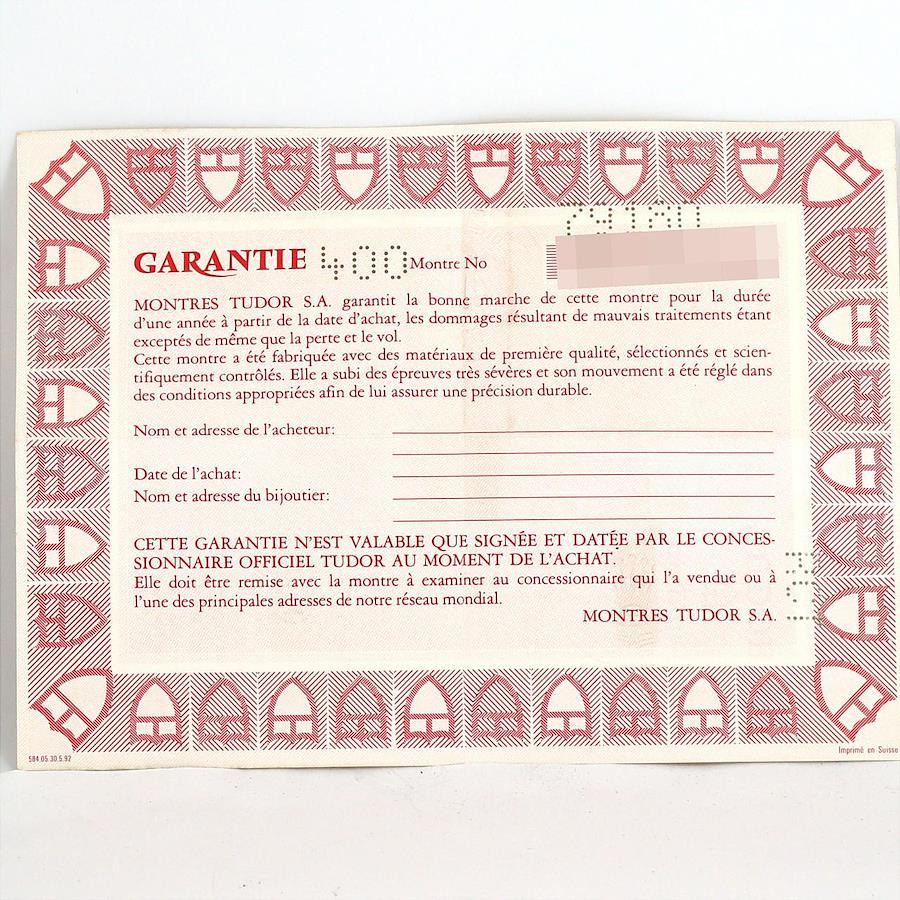 79180
GARANTIE 400 Montre No
MONTRES TUDOR S.A. garantit la bonne marche de cette montre pour la durée
d'une année à partir de la date d'achat, les dommages résultant de mauvais traitements étant
exceptés de même que la perte et le vol.
Cette montre a été fabriquée avec des matériaux de première qualité, sélectionnés et scien-
tifiquement contrôlés. Elle a subi des épreuves très sévères et son mouvement a été réglé dans
des conditions appropriées afin de lui assurer une précision durable.
Nom et adresse de l'acheteur:
Date de l'achat:
Nom et adresse du bijoutier:
CETTE GARANTIE N'EST VALABLE QUE SIGNÉE ET DATÉE PAR LE CONCES-
SIONNAIRE OFFICIEL TUDOR AU MOMENT DE L'ACHAT.
Elle doit être remise avec la montre à examiner au concessionnaire qui l'a vendue ou à
l'une des principales adresses de notre réseau mondial.
MONTRES TUDOR S.A.
584.05.30.5.92
Imprimé en Suisse